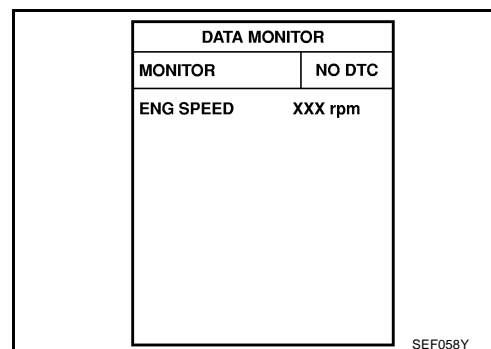 DATA MONITOR
MONITOR NO DTC
ENG SPEED XXX rpm
SEF058Y